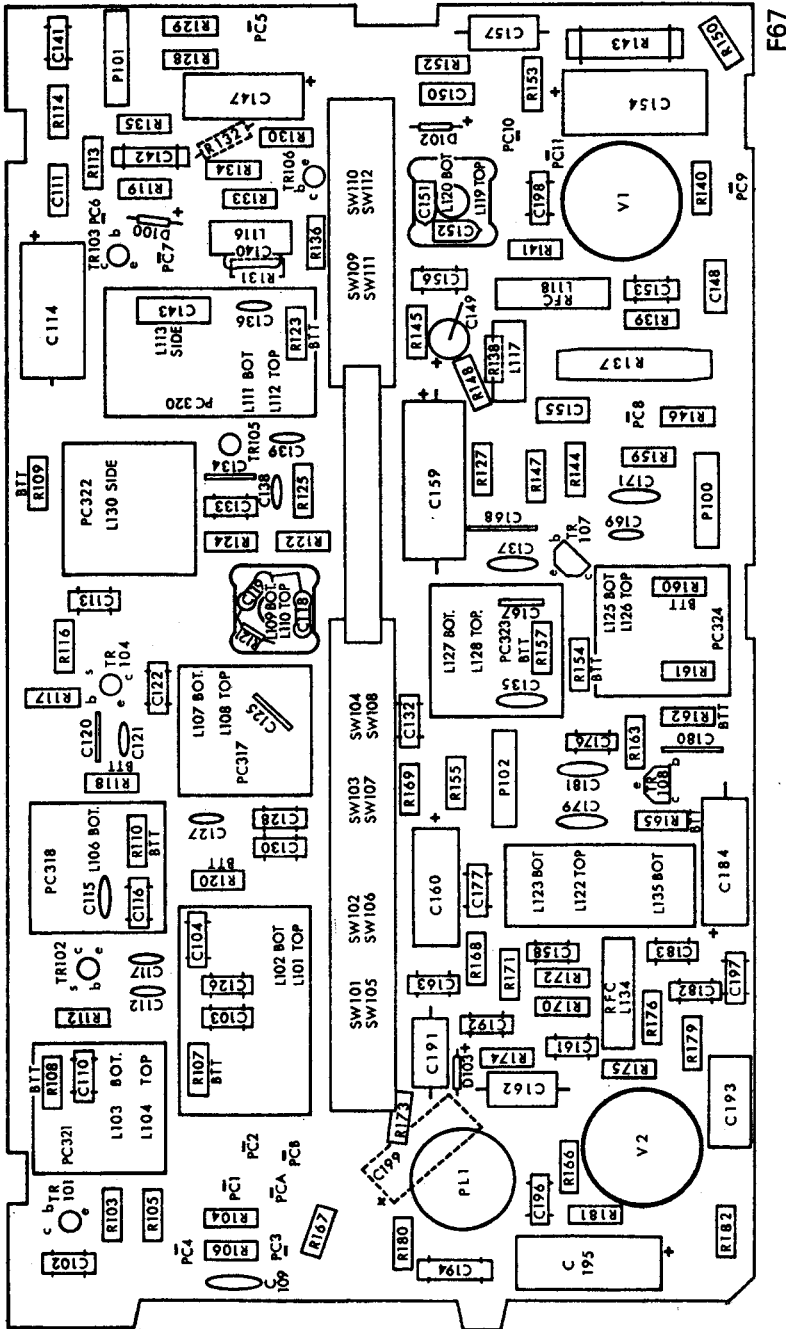 F67
C141
P101
R129
R128
PC5
R114
R135
C147
C142
R132
R130
C111
R113
R119
R134
R133
TR106
b
c
e
PC6
TR103
c
b
e
D100
+
PC7
L116
C140
R131
R136
+
C114
C143
L113
SIDE
C136
R123
BTT
L111 BOT
L112 TOP
PC320
SW110
SW112
SW109
SW111
C157
R152
C150
R153
R143
R150
C154
+
D102
+
PC10
PC11
C151
L120 BOT
L119 TOP
C152
C198
V1
R140
PC9
R141
C156
RFC
L118
C153
R139
C148
R145
C149
+
R148
R138
L117
R137
C155
PC8
R146
BTT
R109
PC322
L130 SIDE
TR105
C139
C134
C133
C138
R125
R124
R122
C159
+
R127
R147
R144
R159
C171
P100
C168
C169
C137
TR
107
b
e
c
C113
R116
C119
L109 BOT.
L110 TOP
R121
C118
R117
TR
104
b
s
c
e
C122
C120
C121
BTT
R118
L107 BOT.
L108 TOP
C125
PC317
SW104
SW108
SW103
SW107
SW102
SW106
SW101
SW105
L127 BOT.
L128 TOP.
C167
PC323
BTT
R157
C135
R154
BTT
L125 BOT
L126 TOP
R160
BTT
PC324
R161
C132
R169
R155
P102
C176
R163
R162
BTT
C180
C181
C179
TR
108
e
b
c
R165
BTT
PC318
L106 BOT.
R110
BTT
C115
C116
C127
C128
C130
BTT
R120
+
C160
C177
L123 BOT
L122 TOP
L135 BOT
C184
+
TR102
s
c
b
C117
C112
R112
C104
L102 BOT
L101 TOP
C126
C103
R107
BTT
C163
R168
R171
C158
R172
R170
RFC
L134
C183
C182
C197
R176
R179
C191
C192
D103
+
R174
C161
R175
C162
C193
BTT
R108
C110
L103 BOT.
L104 TOP
PC321
TR
101
c
b
e
R103
R105
C102
PC4
PC2
PCB
PC1
PCA
R104
R106
PC3
C
109
R167
R173
C199
PL1
R180
C194
C196
R166
V2
R181
C
195
+
R182